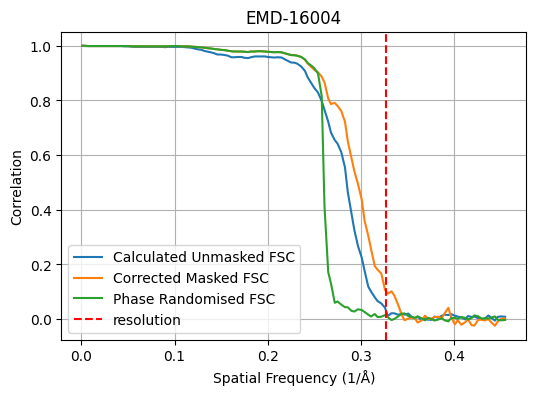 EMD-16004
Correlation
1.0
0.8
0.6
0.4
0.2
0.0
Calculated Unmasked FSC
Corrected Masked FSC
Phase Randomised FSC
resolution
0.0 0.1 0.2 0.3 0.4
Spatial Frequency (1/Å)